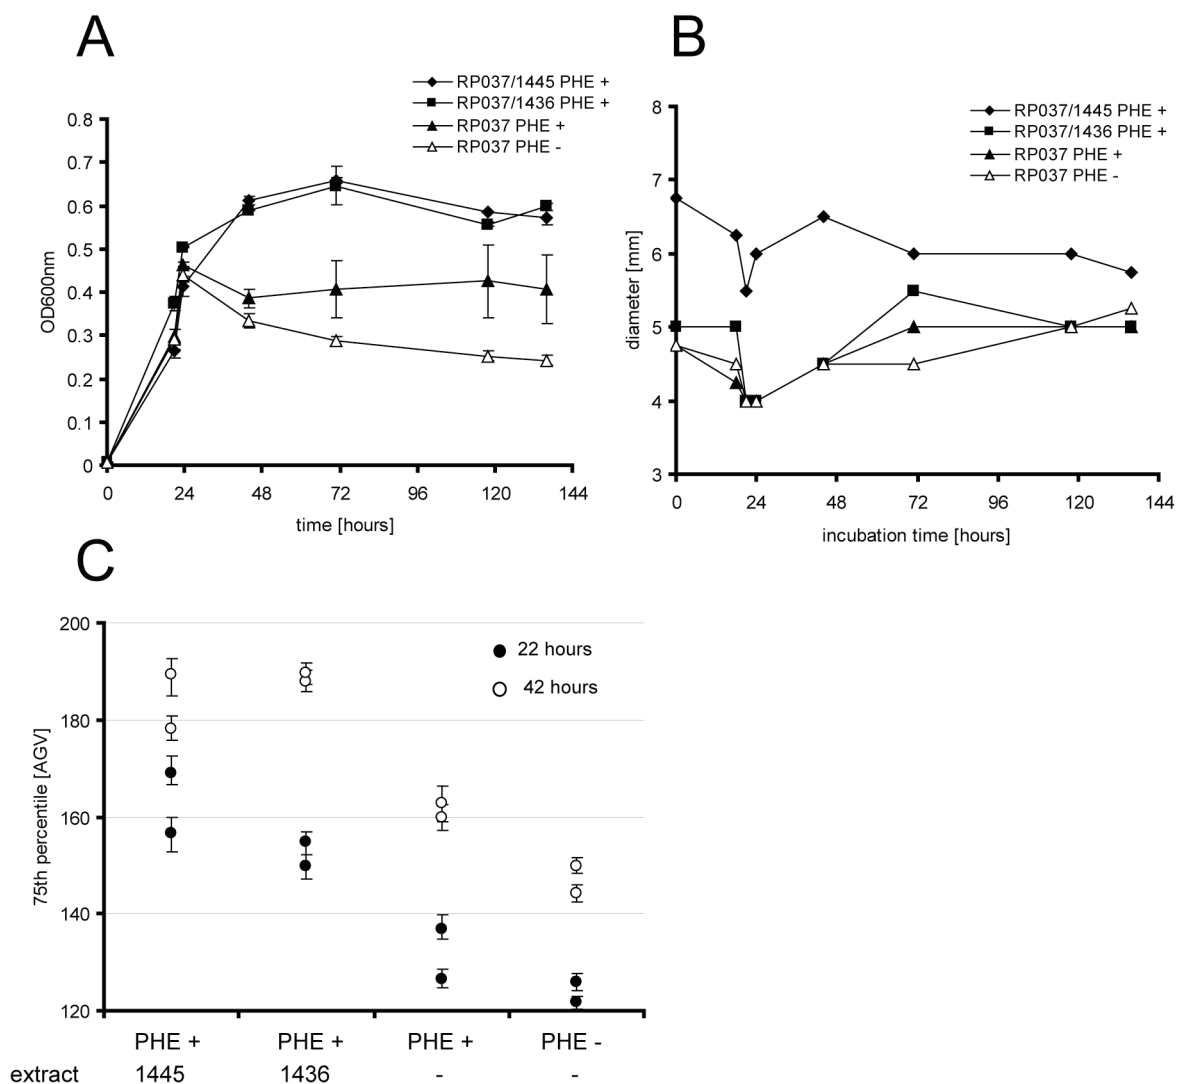 A
RP037/1445 PHE +
RP037/1436 PHE +
RP037 PHE +
RP037 PHE -
0.8
0.7
0.6
0.5
0.4
0.3
0.2
0.1
0
OD600nm
0 24 48 72 96 120 144
time [hours]
B
RP037/1445 PHE +
RP037/1436 PHE +
RP037 PHE +
RP037 PHE -
8
7
6
5
4
3
diameter [mm]
0 24 48 72 96 120 144
incubation time [hours]
C
200
180
160
140
120
75th percentile [AGV]
22 hours
42 hours
PHE + PHE + PHE + PHE -
extract 1445 1436 - -